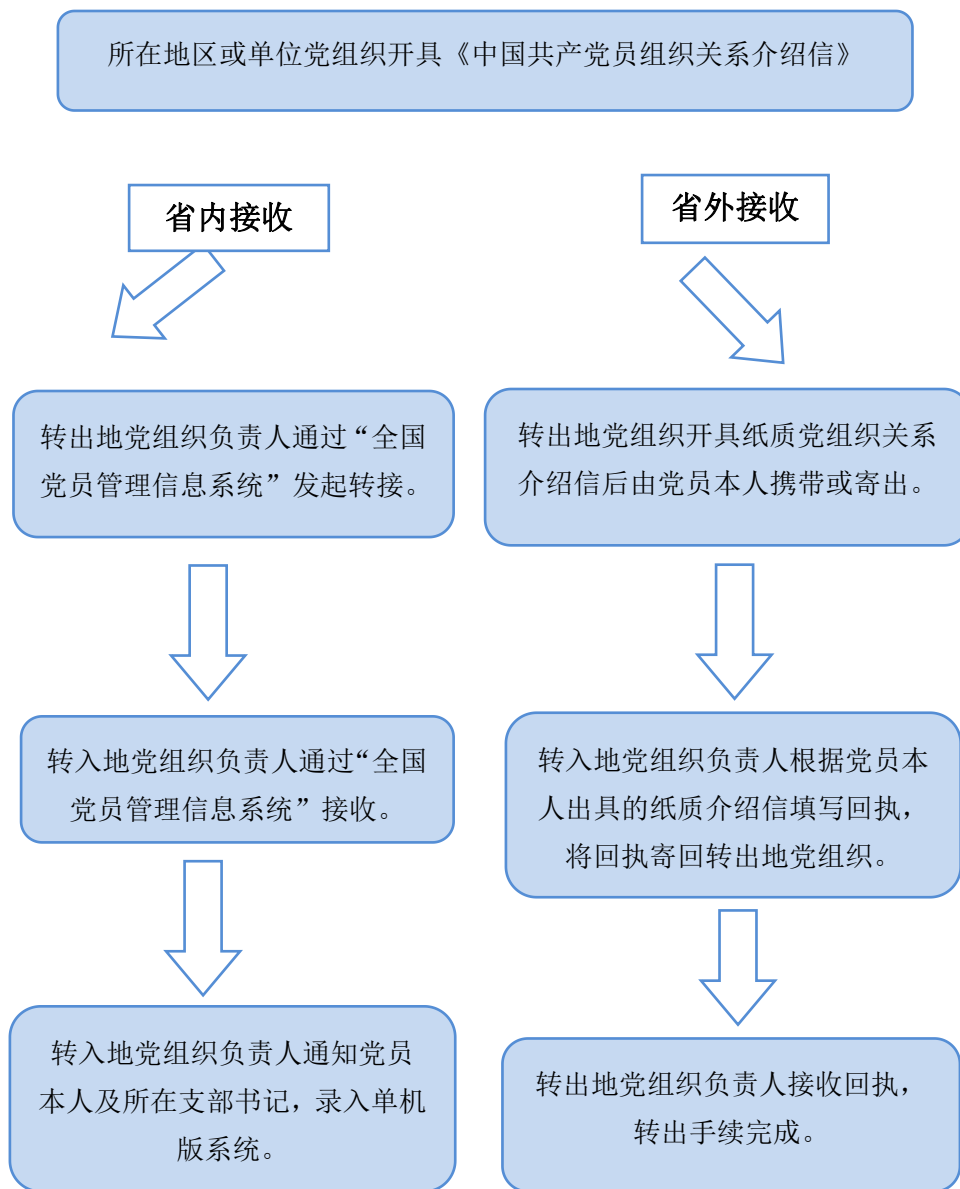 所在地区或单位党组织开具《中国共产党员组织关系介绍信》
省内接收
省外接收
转出地党组织负责人通过“全国
党员管理信息系统”发起转接。
转出地党组织开具纸质党组织关系
介绍信后由党员本人携带或寄出。
转入地党组织负责人通过“全国
党员管理信息系统”接收。
转入地党组织负责人根据党员本
人出具的纸质介绍信填写回执，
将回执寄回转出地党组织。
转入地党组织负责人通知党员
本人及所在支部书记，录入单机
版系统。
转出地党组织负责人接收回执，
转出手续完成。